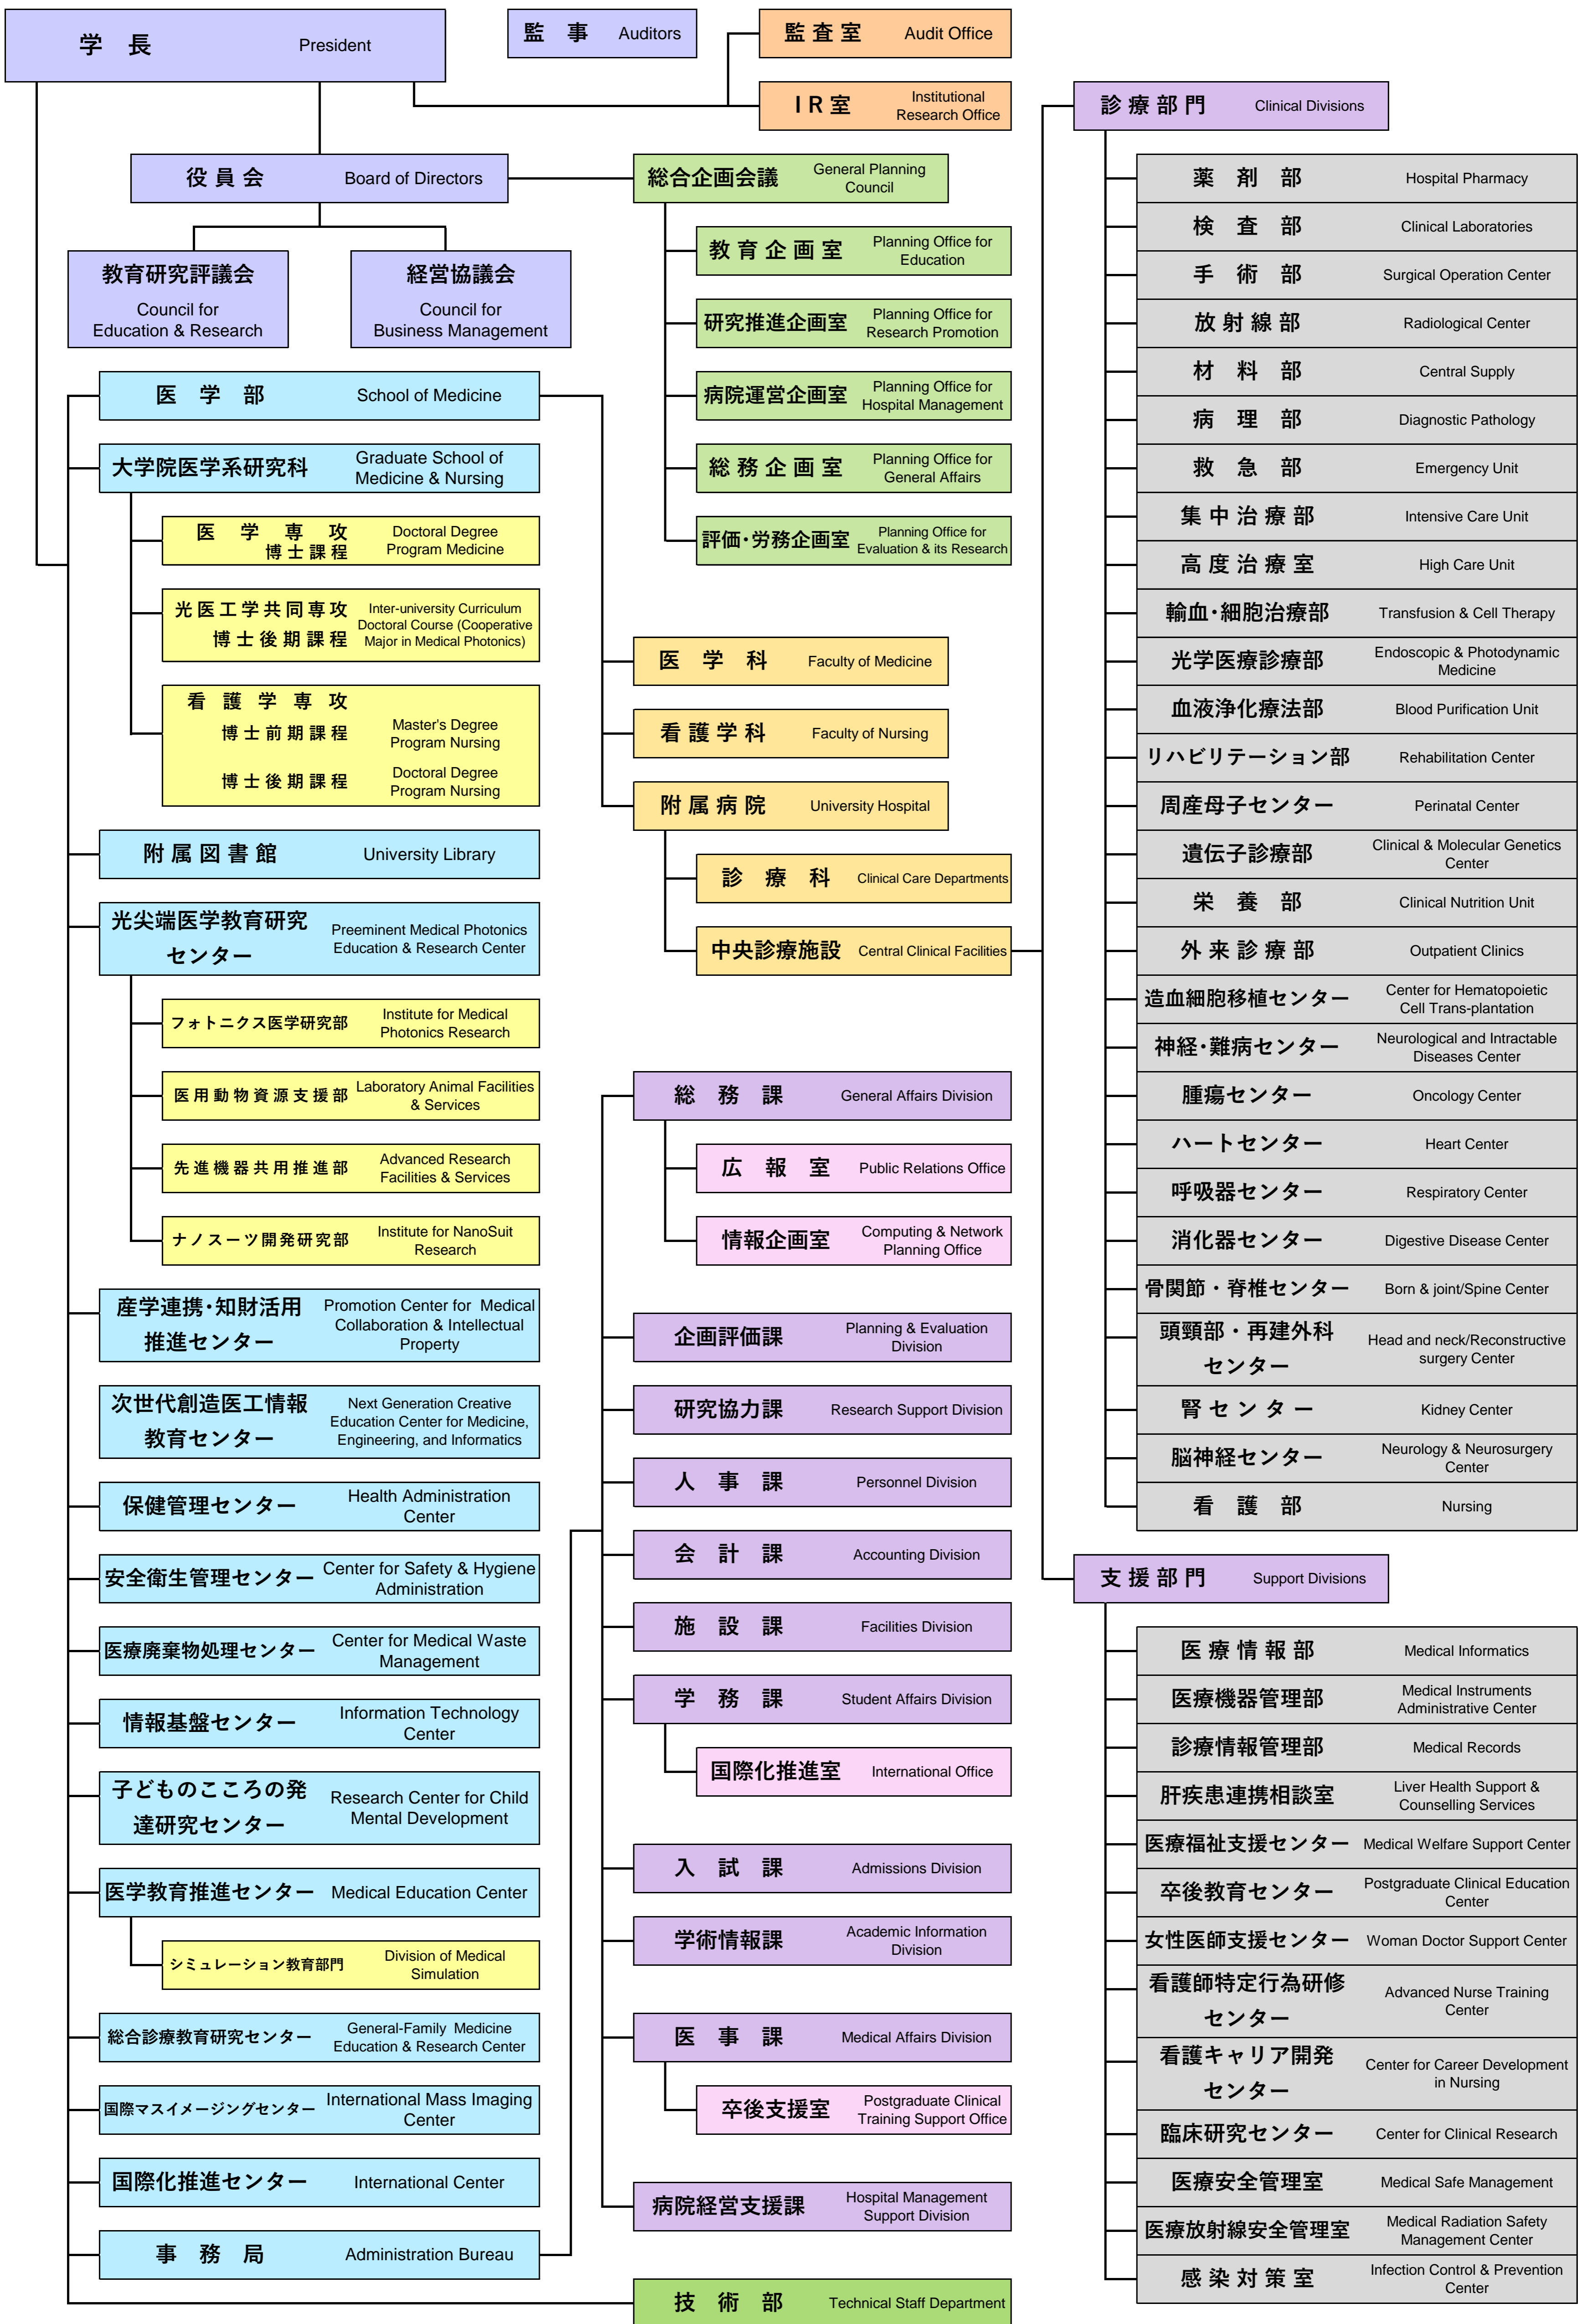 学長 President
監事 Auditors
監査室 Audit Office
IR室 Institutional
Research Office
役員会 Board of Directors
教育研究評議会
Council for
Education & Research
経営協議会
Council for
Business Management
総合企画会議 General Planning
Council
教育企画室 Planning Office for
Education
研究推進企画室 Planning Office for
Research Promotion
病院運営企画室 Planning Office for
Hospital Management
総務企画室 Planning Office for
General Affairs
評価・労務企画室 Planning Office for
Evaluation & its Research
医学部 School of Medicine
大学院医学系研究科 Graduate School of
Medicine & Nursing
医学専攻 Doctoral Degree
博士課程 Program Medicine
光医工学共同専攻 Inter-university Curriculum
Doctoral Course (Cooperative
博士後期課程 Major in Medical Photonics)
看護学専攻
博士前期課程 Master's Degree
Program Nursing
博士後期課程 Doctoral Degree
Program Nursing
附属図書館 University Library
光尖端医学教育研究
センター
Preeminent Medical Photonics
Education & Research Center
フォトニクス医学研究部 Institute for Medical
Photonics Research
医用動物資源支援部 Laboratory Animal Facilities
& Services
先進機器共用推進部 Advanced Research
Facilities & Services
ナノスーツ開発研究部 Institute for NanoSuit
Research
産学連携・知財活用
推進センター
Promotion Center for Medical
Collaboration & Intellectual
Property
次世代創造医工情報
教育センター
Next Generation Creative
Education Center for Medicine,
Engineering, and Informatics
保健管理センター Health Administration
Center
安全衛生管理センター Center for Safety & Hygiene
Administration
医療廃棄物処理センター Center for Medical Waste
Management
情報基盤センター Information Technology
Center
子どものこころの発
達研究センター
Research Center for Child
Mental Development
医学教育推進センター Medical Education Center
シミュレーション教育部門 Division of Medical
Simulation
総合診療教育研究センター General-Family Medicine
Education & Research Center
国際マスイメージングセンター International Mass Imaging
Center
国際化推進センター International Center
事務局 Administration Bureau
医学科 Faculty of Medicine
看護学科 Faculty of Nursing
附属病院 University Hospital
診療科 Clinical Care Departments
中央診療施設 Central Clinical Facilities
総務課 General Affairs Division
広報室 Public Relations Office
情報企画室 Computing & Network
Planning Office
企画評価課 Planning & Evaluation
Division
研究協力課 Research Support Division
人事課 Personnel Division
会計課 Accounting Division
施設課 Facilities Division
学務課 Student Affairs Division
国際化推進室 International Office
入試課 Admissions Division
学術情報課 Academic Information
Division
医事課 Medical Affairs Division
卒後支援室 Postgraduate Clinical
Training Support Office
病院経営支援課 Hospital Management
Support Division
技術部 Technical Staff Department
診療部門 Clinical Divisions
薬剤部 Hospital Pharmacy
検査部 Clinical Laboratories
手術部 Surgical Operation Center
放射線部 Radiological Center
材料部 Central Supply
病理部 Diagnostic Pathology
救急部 Emergency Unit
集中治療部 Intensive Care Unit
高度治療室 High Care Unit
輸血・細胞治療部 Transfusion & Cell Therapy
光学医療診療部 Endoscopic & Photodynamic
Medicine
血液浄化療法部 Blood Purification Unit
リハビリテーション部 Rehabilitation Center
周産母子センター Perinatal Center
遺伝子診療部 Clinical & Molecular Genetics
Center
栄養部 Clinical Nutrition Unit
外来診療部 Outpatient Clinics
造血細胞移植センター Center for Hematopoietic
Cell Trans-plantation
神経・難病センター Neurological and Intractable
Diseases Center
腫瘍センター Oncology Center
ハートセンター Heart Center
呼吸器センター Respiratory Center
消化器センター Digestive Disease Center
骨関節・脊椎センター Born & joint/Spine Center
頭頸部・再建外科
センター
Head and neck/Reconstructive
surgery Center
腎センター Kidney Center
脳神経センター Neurology & Neurosurgery
Center
看護部 Nursing
支援部門 Support Divisions
医療情報部 Medical Informatics
医療機器管理部 Medical Instruments
Administrative Center
診療情報管理部 Medical Records
肝疾患連携相談室 Liver Health Support &
Counselling Services
医療福祉支援センター Medical Welfare Support Center
卒後教育センター Postgraduate Clinical Education
Center
女性医師支援センター Woman Doctor Support Center
看護師特定行為研修
センター
Advanced Nurse Training
Center
看護キャリア開発
センター
Center for Career Development
in Nursing
臨床研究センター Center for Clinical Research
医療安全管理室 Medical Safe Management
医療放射線安全管理室 Medical Radiation Safety
Management Center
感染対策室 Infection Control & Prevention
Center